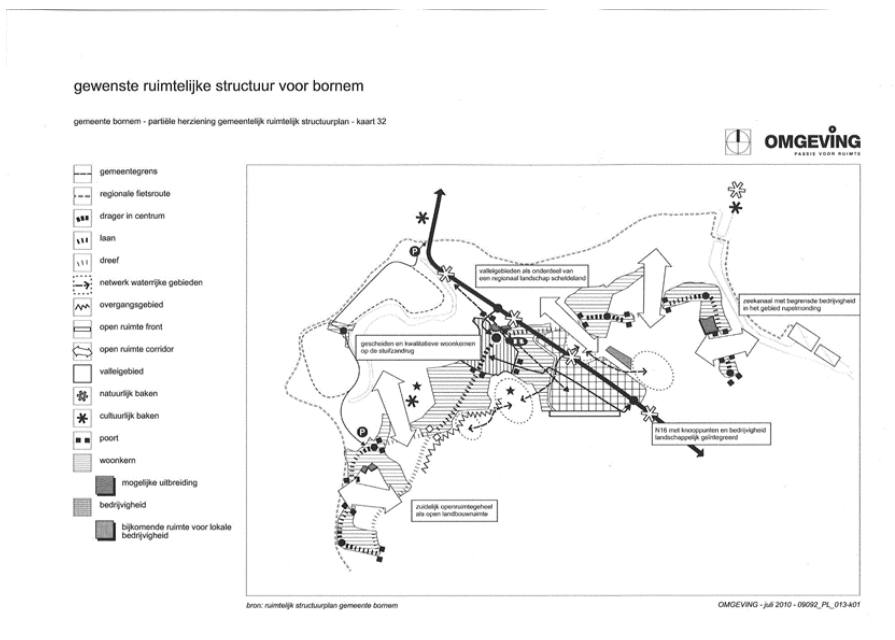 gewenste ruimtelijke structuur voor bornem
gemeente bornem - partiële herziening gemeentelijk ruimtelijk structuurplan - kaart 32
OMGEVING
PASSIE VOOR RUIMTE
gemeentegrens
regionale fietsroute
drager in centrum
laan
dreef
netwerk waterrijke gebieden
overgangsgebied
open ruimte front
open ruimte corridor
valleigebied
natuurlijk baken
cultuurlijk baken
poort
woonkern
mogelijke uitbreiding
bedrijvigheid
bijkomende ruimte voor lokale
bedrijvigheid
P
valleigebieden als onderdeel van
een regionaal landschap scheldeland
zeekanaal met begrensde bedrijvigheid
in het gebied rupelmonding
gescheiden en kwalitatieve woonkernen
op de stuifzandrug
P
N16 met knooppunten en bedrijvigheid
landschappelijk geïntegreerd
zuidelijk openruimtegeheel
als open landbouwruimte
bron: ruimtelijk structuurplan gemeente bornem
OMGEVING - juli 2010 - 09092_PL_013-k01